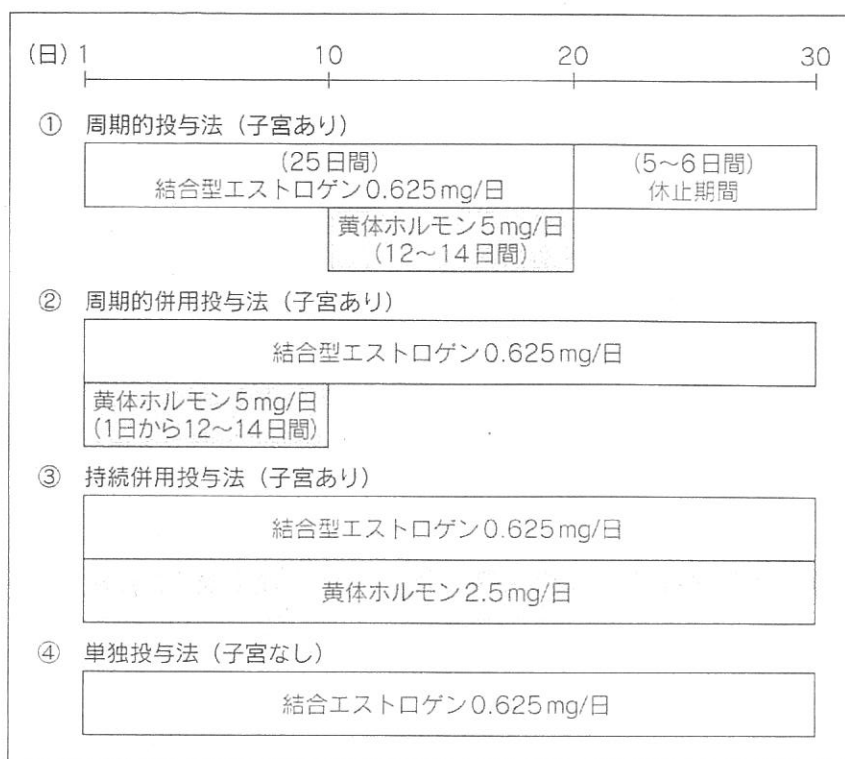 (日) 1 10 20 30
① 周期的投与法（子宮あり）
(25日間)
結合型エストロゲン0.625mg/日
(5〜6日間)
休止期間
黄体ホルモン5mg/日
(12〜14日間)
② 周期的併用投与法（子宮あり）
結合型エストロゲン0.625mg/日
黄体ホルモン5mg/日
(1日から12〜14日間)
③ 持続併用投与法（子宮あり）
結合型エストロゲン0.625mg/日
黄体ホルモン2.5mg/日
④ 単独投与法（子宮なし）
結合エストロゲン0.625mg/日